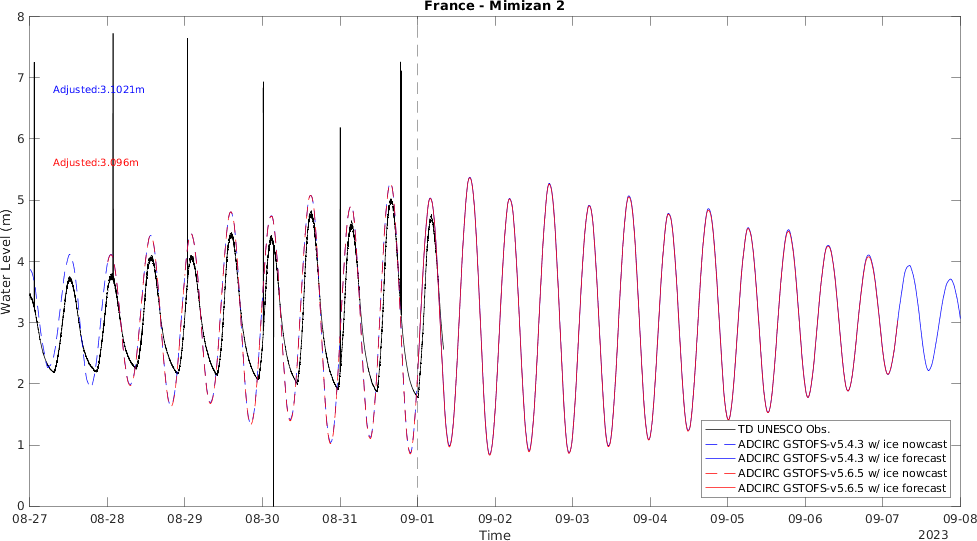 France - Mimizan 2
8
7
6
5
4
3
2
1
0
Water Level (m)
Adjusted:3.1021m
Adjusted:3.096m
TD UNESCO Obs.
ADCIRC GSTOFS-v5.4.3 w/ ice nowcast
ADCIRC GSTOFS-v5.4.3 w/ ice forecast
ADCIRC GSTOFS-v5.6.5 w/ ice nowcast
ADCIRC GSTOFS-v5.6.5 w/ ice forecast
08-27 08-28 08-29 08-30 08-31 09-01 09-02 09-03 09-04 09-05 09-06 09-07 09-08
Time
2023